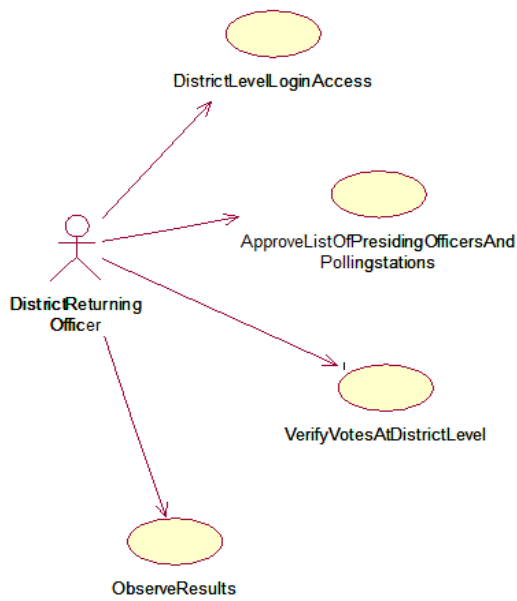 DistrictLevelLoginAccess
ApproveListOfPresidingOfficersAnd
Pollingstations
DistrictReturning
Officer
VerifyVotesAtDistrictLevel
ObserveResults